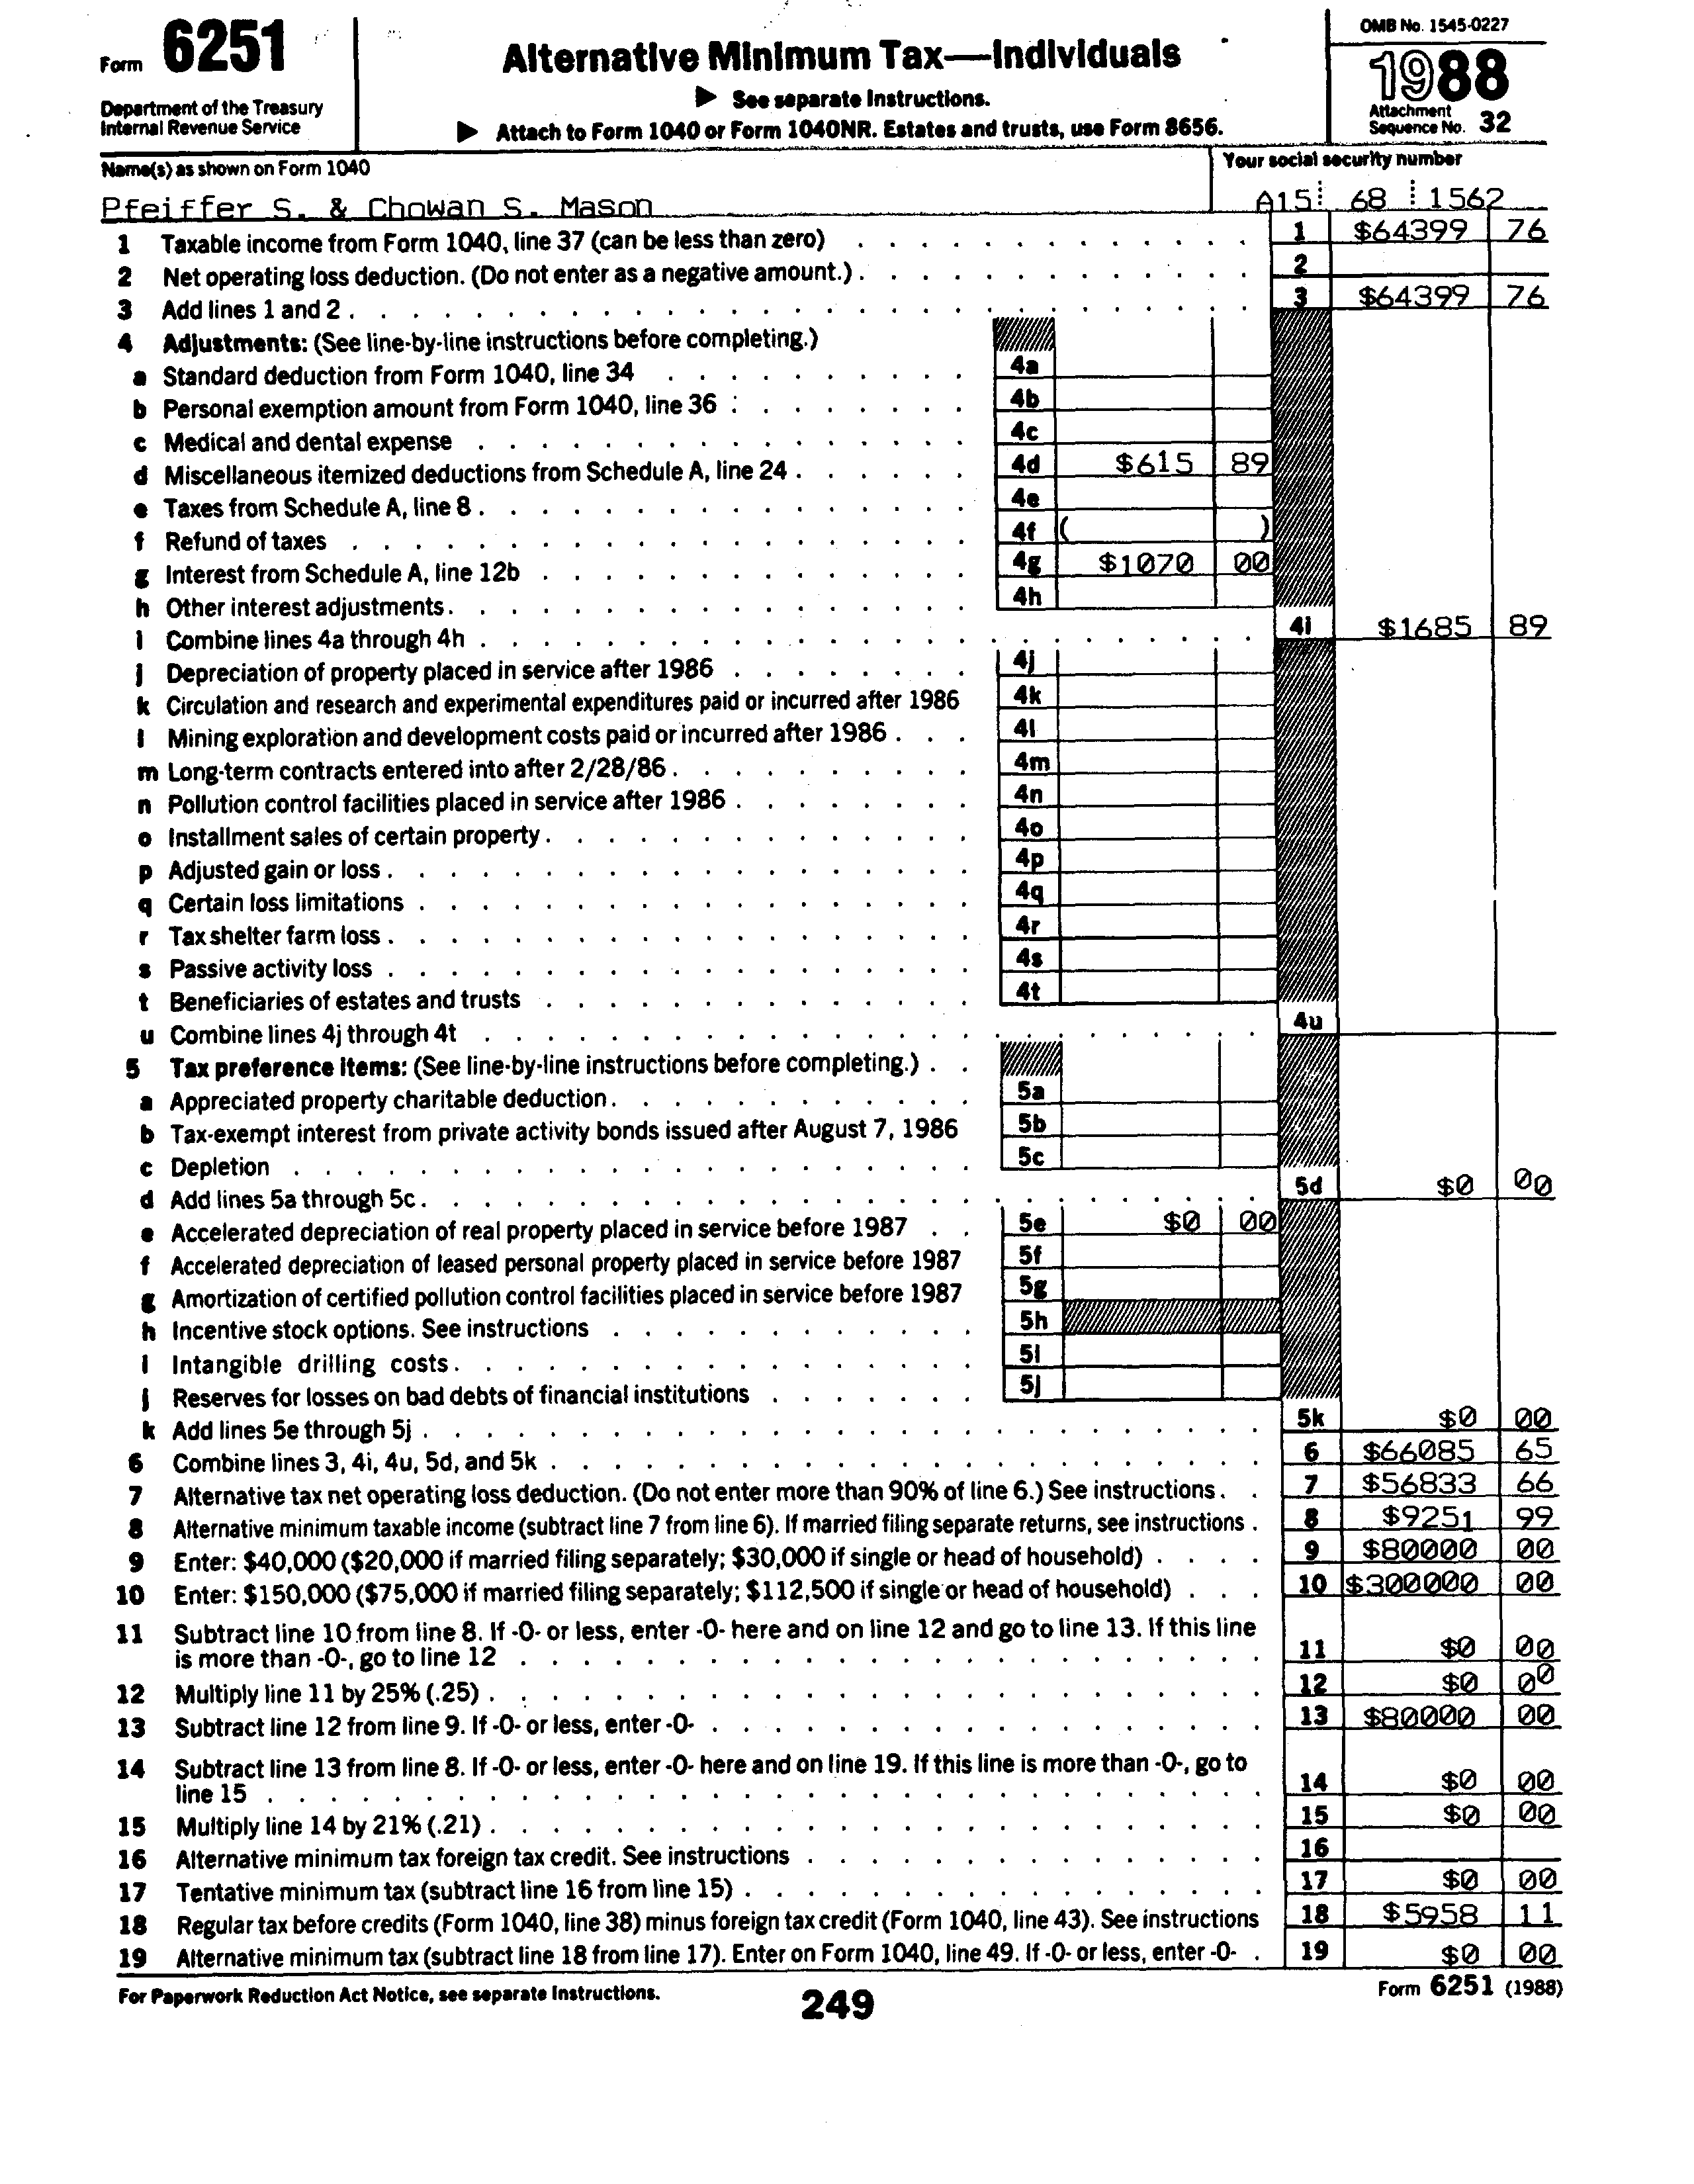 Form 6251
Department of the Treasury
Internal Revenue Service
Alternative Minimum Tax—Individuals
▶ See separate Instructions.
▶ Attach to Form 1040 or Form 1040NR. Estates and trusts, use Form 8656.
OMB No. 1545-0227
1988
Attachment
Sequence No. 32
Name(s) as shown on Form 1040
Your social security number
Pfeiffer S. & Chowan S. Mason A15 68 1562
1 Taxable income from Form 1040, line 37 (can be less than zero) 1 $64399 76
2 Net operating loss deduction. (Do not enter as a negative amount.) 2
3 Add lines 1 and 2 3 $64399 76
4 Adjustments: (See line-by-line instructions before completing.)
a Standard deduction from Form 1040, line 34 4a
b Personal exemption amount from Form 1040, line 36 4b
c Medical and dental expense 4c
d Miscellaneous itemized deductions from Schedule A, line 24 4d $615 89
e Taxes from Schedule A, line 8 4e
f Refund of taxes 4f ( )
g Interest from Schedule A, line 12b 4g $1070 00
h Other interest adjustments 4h
i Combine lines 4a through 4h 4i $1685 89
j Depreciation of property placed in service after 1986 4j
k Circulation and research and experimental expenditures paid or incurred after 1986 4k
l Mining exploration and development costs paid or incurred after 1986 4l
m Long-term contracts entered into after 2/28/86 4m
n Pollution control facilities placed in service after 1986 4n
o Installment sales of certain property 4o
p Adjusted gain or loss 4p
q Certain loss limitations 4q
r Tax shelter farm loss 4r
s Passive activity loss 4s
t Beneficiaries of estates and trusts 4t
u Combine lines 4j through 4t 4u
5 Tax preference items: (See line-by-line instructions before completing.)
a Appreciated property charitable deduction 5a
b Tax-exempt interest from private activity bonds issued after August 7, 1986 5b
c Depletion 5c
d Add lines 5a through 5c 5d $0 00
e Accelerated depreciation of real property placed in service before 1987 5e $0 00
f Accelerated depreciation of leased personal property placed in service before 1987 5f
g Amortization of certified pollution control facilities placed in service before 1987 5g
h Incentive stock options. See instructions 5h
i Intangible drilling costs 5i
j Reserves for losses on bad debts of financial institutions 5j
k Add lines 5e through 5j 5k $0 00
6 Combine lines 3, 4i, 4u, 5d, and 5k 6 $66085 65
7 Alternative tax net operating loss deduction. (Do not enter more than 90% of line 6.) See instructions 7 $56833 66
8 Alternative minimum taxable income (subtract line 7 from line 6). If married filing separate returns, see instructions 8 $9251 99
9 Enter: $40,000 ($20,000 if married filing separately; $30,000 if single or head of household) 9 $80000 00
10 Enter: $150,000 ($75,000 if married filing separately; $112,500 if single or head of household) 10 $300000 00
11 Subtract line 10 from line 8. If -0- or less, enter -0- here and on line 12 and go to line 13. If this line
is more than -0-, go to line 12 11 $0 00
12 Multiply line 11 by 25% (.25) 12 $0 00
13 Subtract line 12 from line 9. If -0- or less, enter -0- 13 $80000 00
14 Subtract line 13 from line 8. If -0- or less, enter -0- here and on line 19. If this line is more than -0-, go to
line 15 14 $0 00
15 Multiply line 14 by 21% (.21) 15 $0 00
16 Alternative minimum tax foreign tax credit. See instructions 16
17 Tentative minimum tax (subtract line 16 from line 15) 17 $0 00
18 Regular tax before credits (Form 1040, line 38) minus foreign tax credit (Form 1040, line 43). See instructions 18 $5958 11
19 Alternative minimum tax (subtract line 18 from line 17). Enter on Form 1040, line 49. If -0- or less, enter -0- 19 $0 00
For Paperwork Reduction Act Notice, see separate Instructions. 249 Form 6251 (1988)